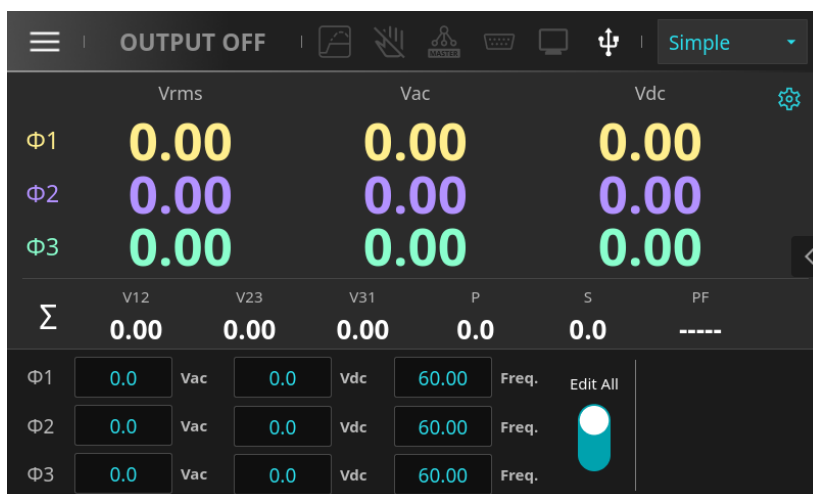 OUTPUT OFF MASTER Simple
Vrms Vac Vdc
Φ1 0.00 0.00 0.00
Φ2 0.00 0.00 0.00
Φ3 0.00 0.00 0.00
V12 V23 V31 P S PF
Σ 0.00 0.00 0.00 0.0 0.0 -----
Φ1 0.0 Vac 0.0 Vdc 60.00 Freq. Edit All
Φ2 0.0 Vac 0.0 Vdc 60.00 Freq.
Φ3 0.0 Vac 0.0 Vdc 60.00 Freq.